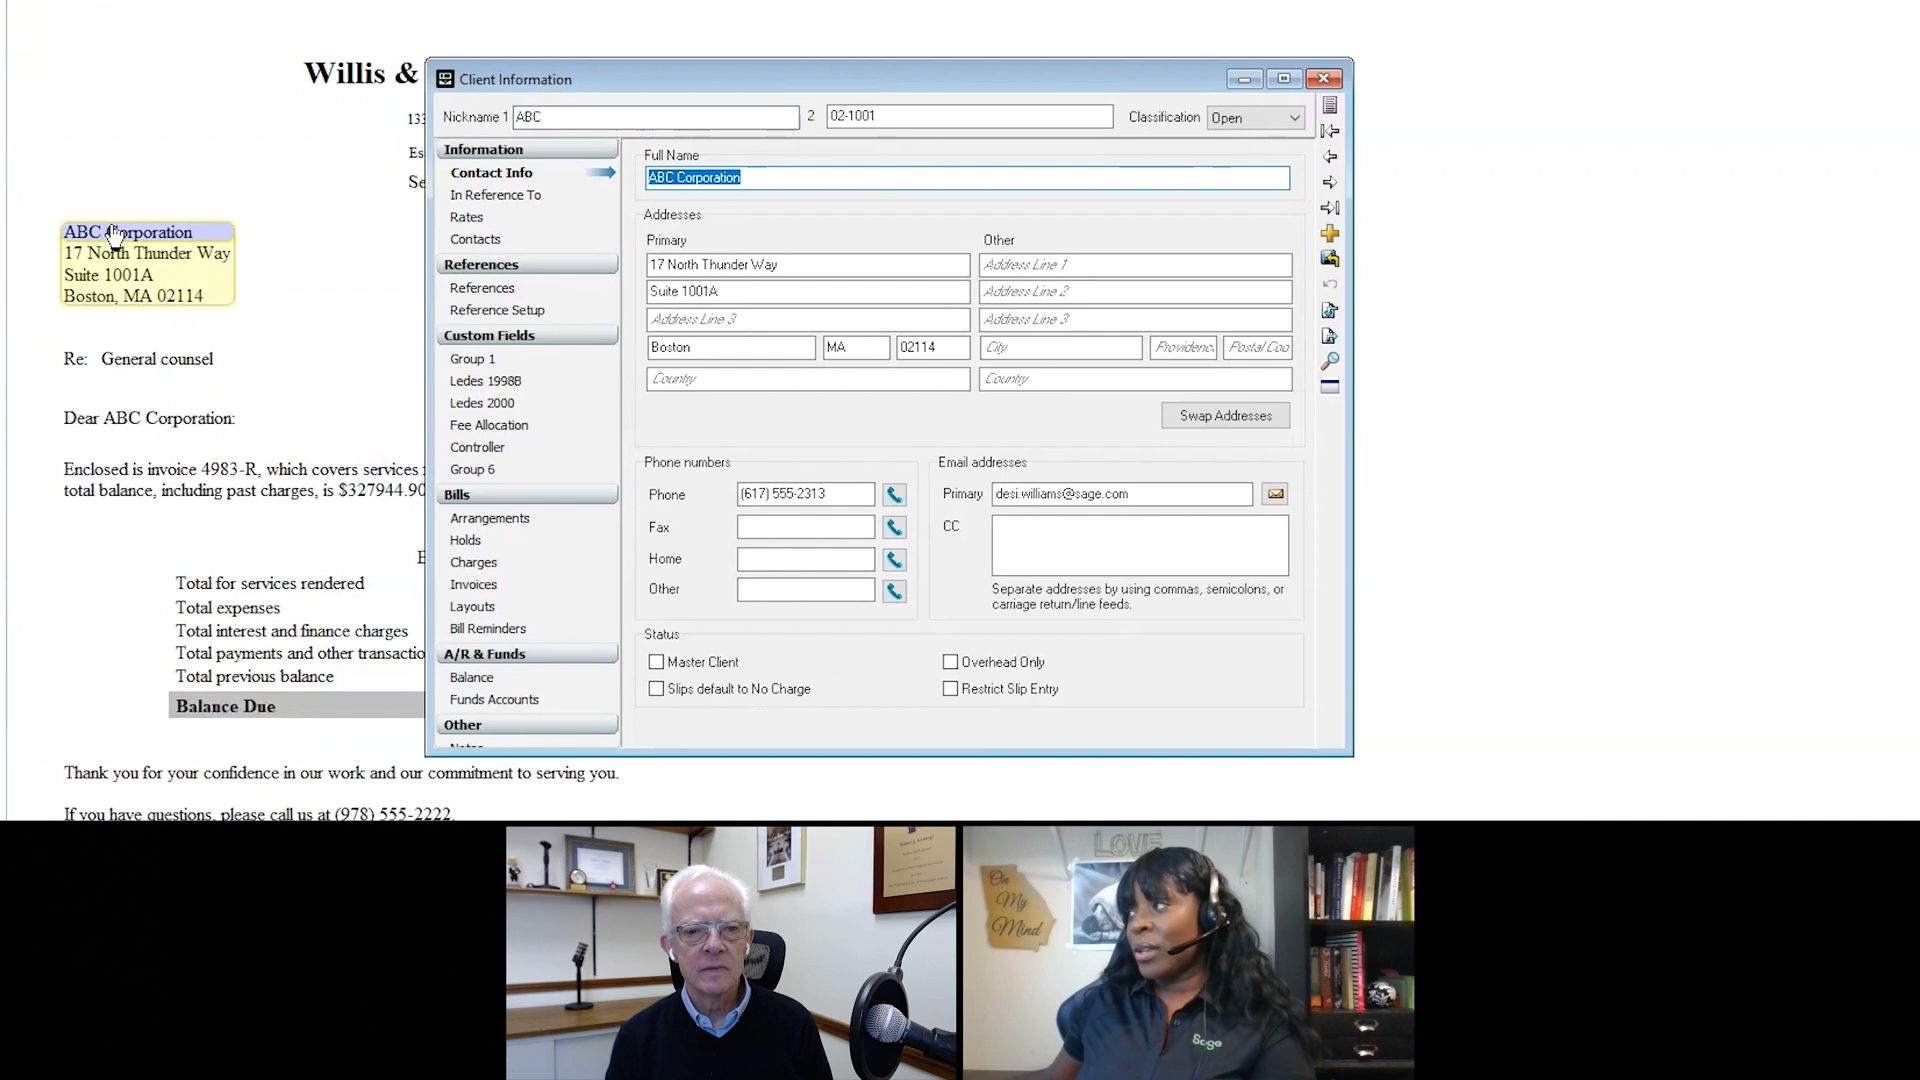 Willis &
133
Es
Se
ABC Corporation
17 North Thunder Way
Suite 1001A
Boston, MA 02114
Re: General counsel
Dear ABC Corporation:
Enclosed is invoice 4983-R, which covers services
total balance, including past charges, is $327944.90
E
Total for services rendered
Total expenses
Total interest and finance charges
Total payments and other transactio
Total previous balance
Balance Due
Thank you for your confidence in our work and our commitment to serving you.
If you have questions, please call us at (978) 555-2222.
Client Information
Nickname 1 ABC 2 02-1001 Classification Open
Information
Contact Info
In Reference To
Rates
Contacts
References
References
Reference Setup
Custom Fields
Group 1
Ledes 1998B
Ledes 2000
Fee Allocation
Controller
Group 6
Bills
Arrangements
Holds
Charges
Invoices
Layouts
Bill Reminders
A/R & Funds
Balance
Funds Accounts
Other
Full Name
ABC Corporation
Addresses
Primary Other
17 North Thunder Way Address Line 1
Suite 1001A Address Line 2
Address Line 3 Address Line 3
Boston MA 02114 City Providenc Postal Coo
Country Country
Swap Addresses
Phone numbers
Phone (617) 555-2313
Fax
Home
Other
Email addresses
Primary desi.williams@sage.com
CC
Separate addresses by using commas, semicolons, or
carriage return/line feeds.
Status
Master Client Overhead Only
Slips default to No Charge Restrict Slip Entry
LOVE
On
My
Mind
Sage